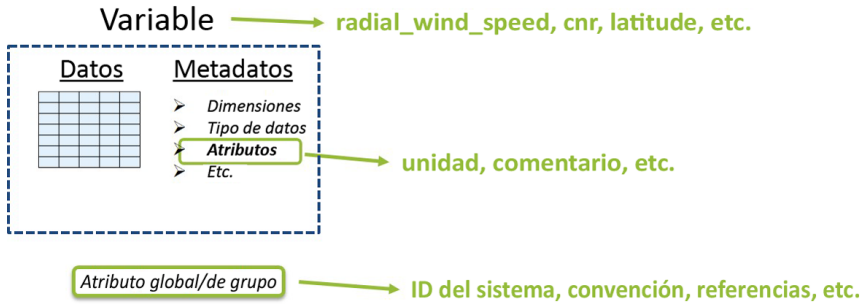 Variable
radial_wind_speed, cnr, latitude, etc.
Datos
Metadatos
Dimensiones
Tipo de datos
Atributos
Etc.
unidad, comentario, etc.
Atributo global/de grupo
ID del sistema, convención, referencias, etc.